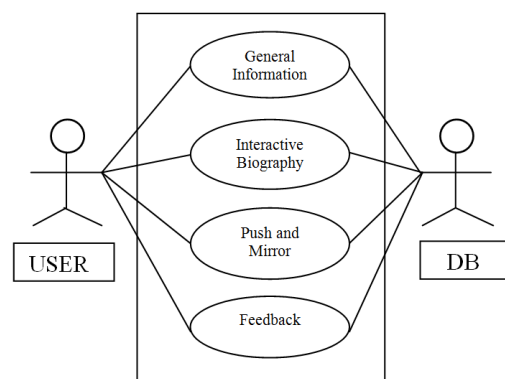 General
Information
Interactive
Biography
Push and
Mirror
Feedback
USER
DB